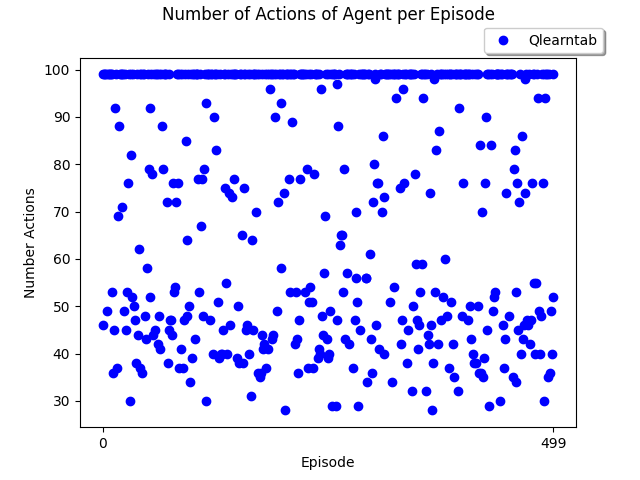 Number of Actions of Agent per Episode
Qlearntab
100
90
80
70
60
50
40
30
Number Actions
0
499
Episode